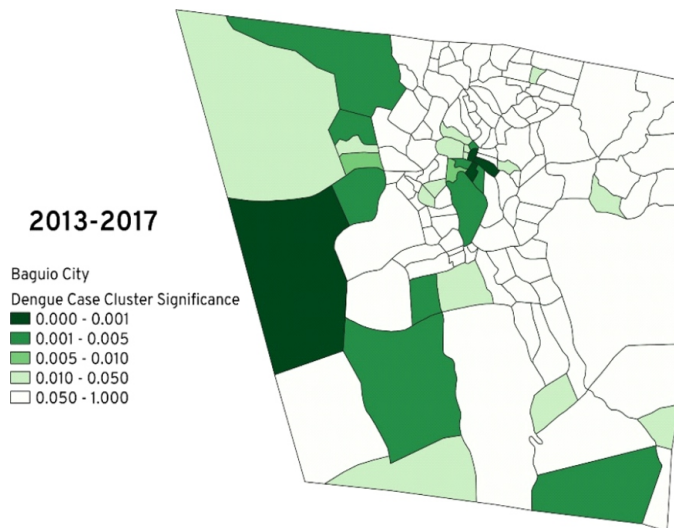 2013-2017
Baguio City
Dengue Case Cluster Significance
0.000 - 0.001
0.001 - 0.005
0.005 - 0.010
0.010 - 0.050
0.050 - 1.000